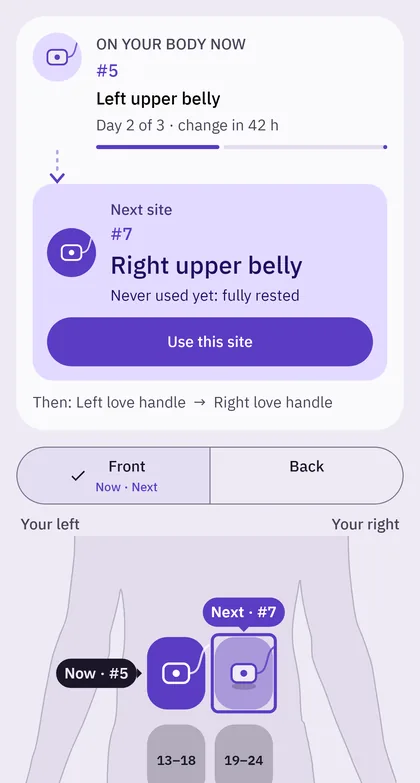 ON YOUR BODY NOW
#5
Left upper belly
Day 2 of 3 · change in 42 h
Next site
#7
Right upper belly
Never used yet: fully rested
Use this site
Then: Left love handle → Right love handle
Front
Now · Next
Back
Your left
Your right
Next · #7
Now · #5
13–18
19–24